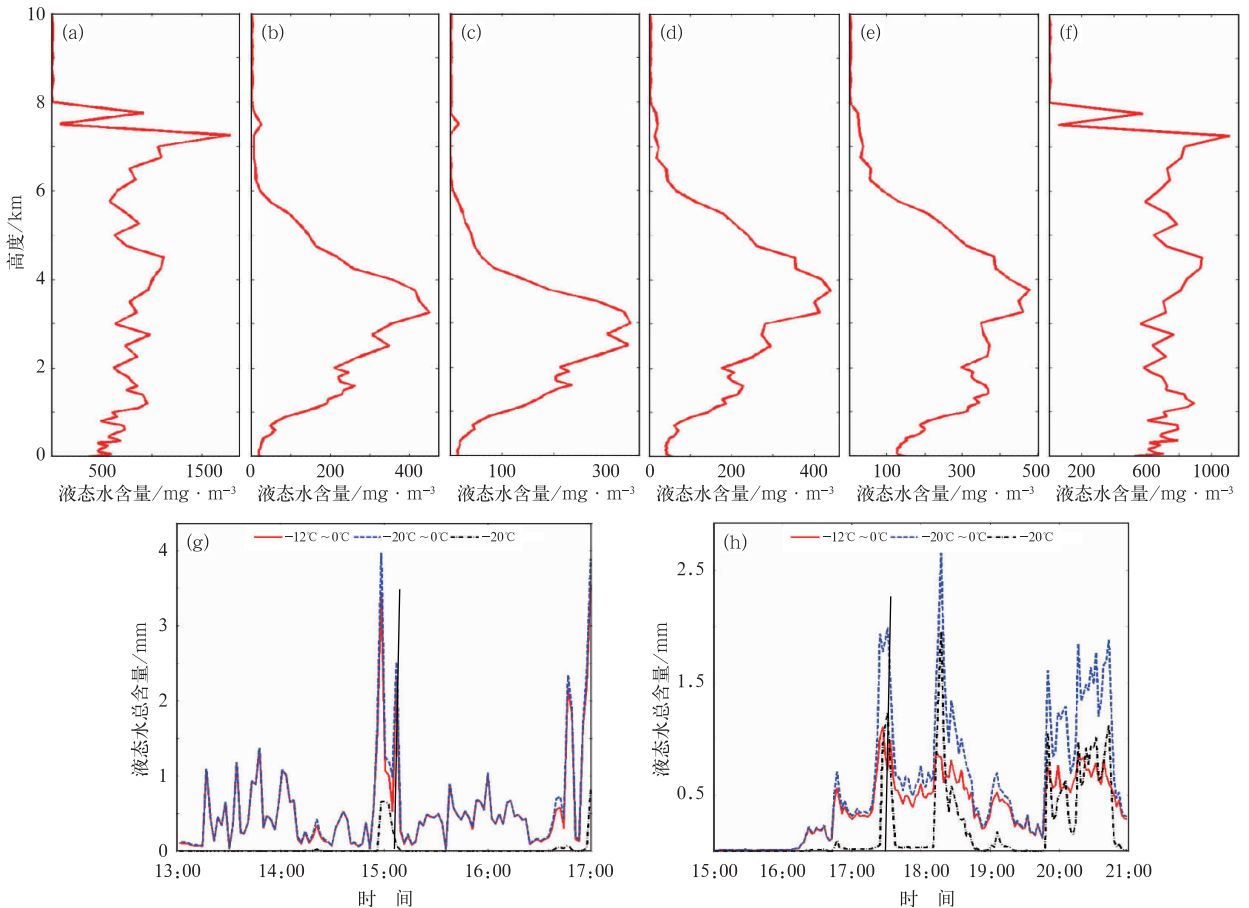 (a) (b) (c) (d) (e) (f)
10
8
6
4
2
0
高度/km
500 1500 0 200 400 100 300 0 200 400 100 300 500 200 600 1000
液态水含量/mg·m⁻³ 液态水含量/mg·m⁻³ 液态水含量/mg·m⁻³ 液态水含量/mg·m⁻³ 液态水含量/mg·m⁻³ 液态水含量/mg·m⁻³
(g) −12℃~0℃ −20℃~0℃ −20℃
4
3
2
1
0
液态水总含量/mm
13:00 14:00 15:00 16:00 17:00
时 间
(h) −12℃~0℃ −20℃~0℃ −20℃
2.5
1.5
0.5
液态水总含量/mm
15:00 16:00 17:00 18:00 19:00 20:00 21:00
时 间